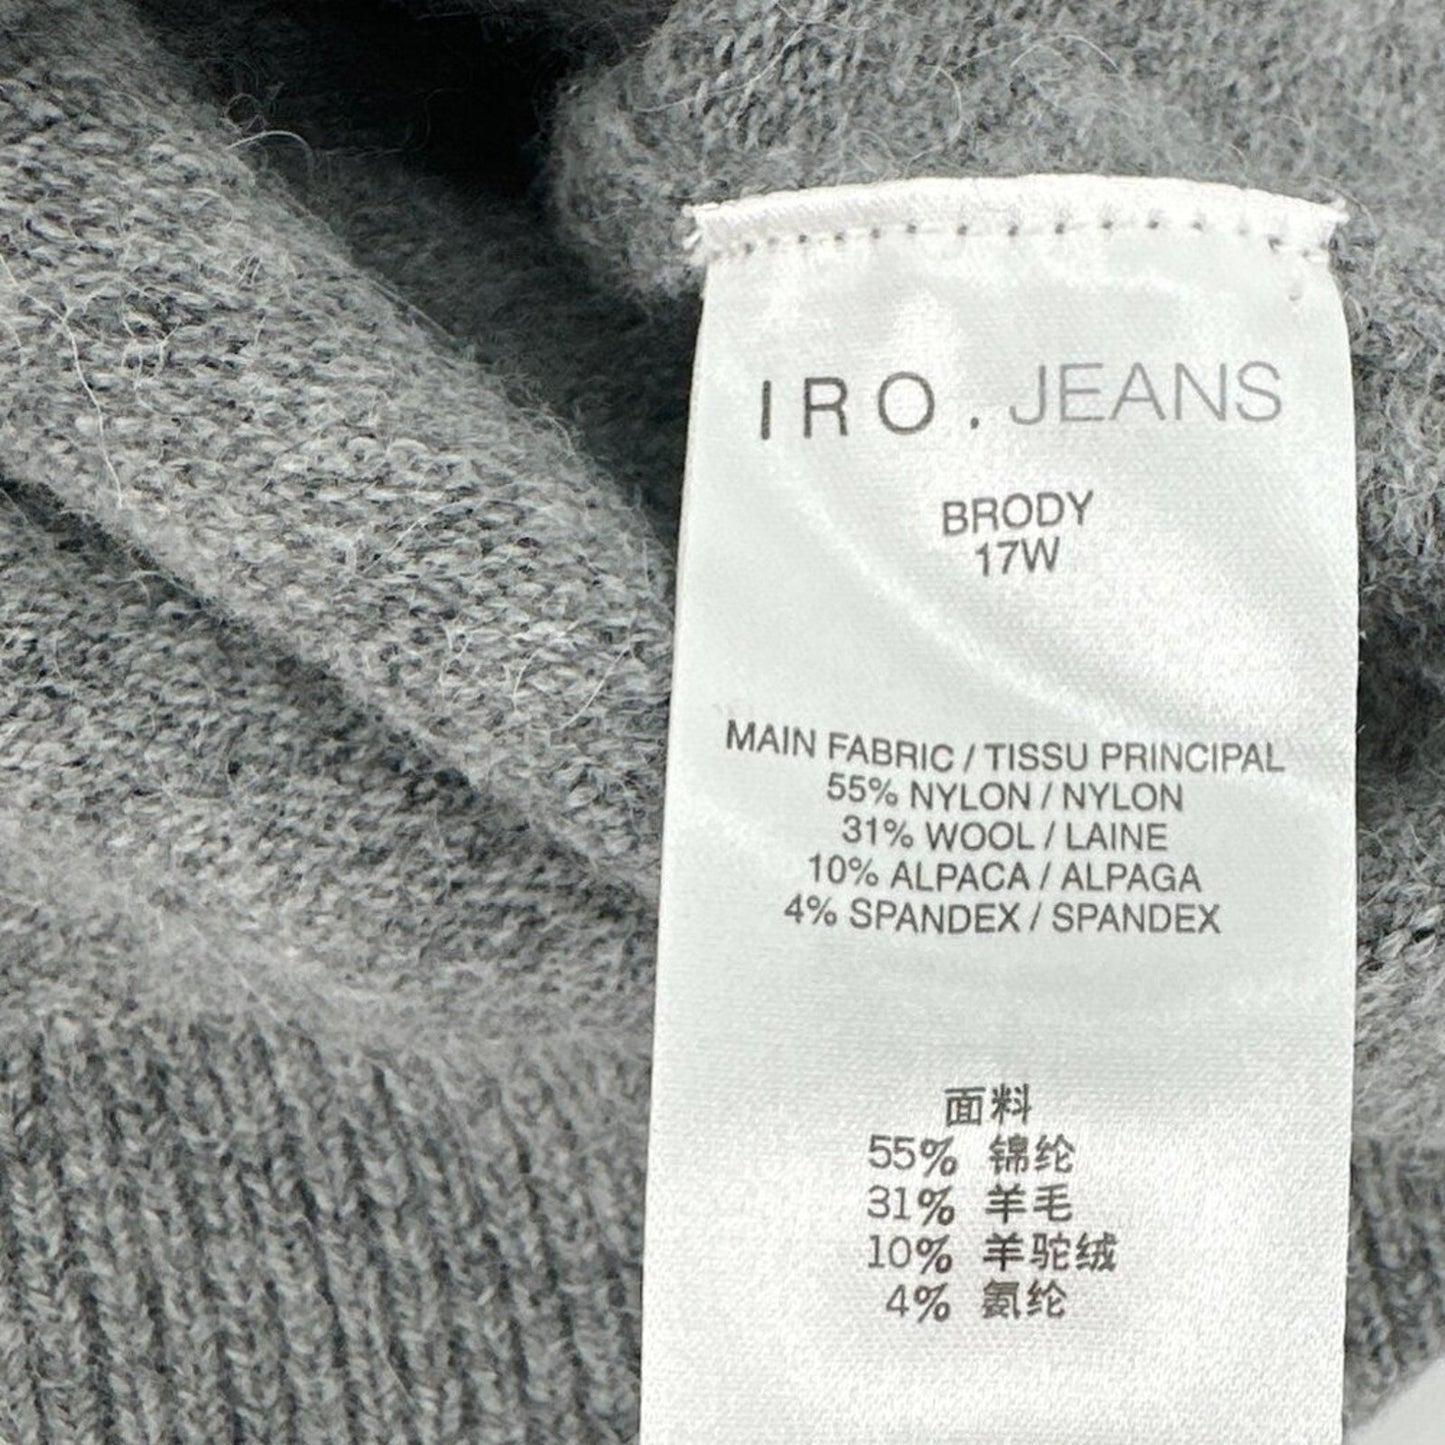 IRO.JEANS
BRODY
17W
MAIN FABRIC / TISSU PRINCIPAL
55% NYLON / NYLON
31% WOOL / LAINE
10% ALPACA / ALPAGA
4% SPANDEX / SPANDEX
面料
55% 锦纶
31% 羊毛
10% 羊驼绒
4% 氨纶